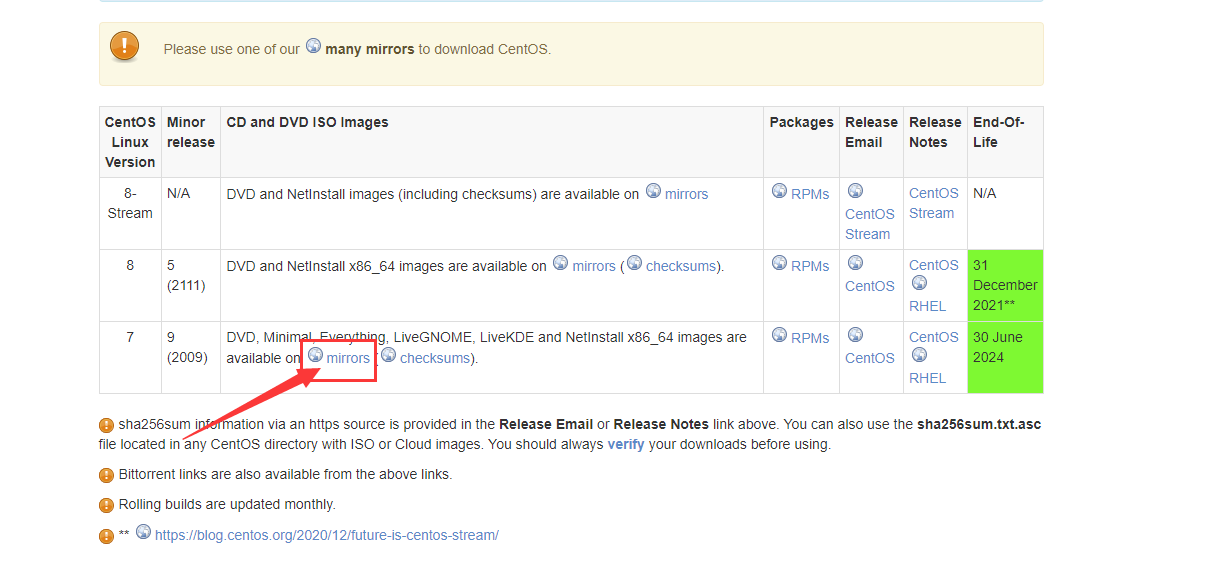 Please use one of our many mirrors to download CentOS.
CentOS Linux Version
Minor release
CD and DVD ISO Images
Packages
Release Email
Release Notes
End-Of-Life
8-Stream
N/A
DVD and NetInstall images (including checksums) are available on mirrors
RPMs
CentOS Stream
CentOS Stream
N/A
8
5 (2111)
DVD and NetInstall x86_64 images are available on mirrors (checksums).
RPMs
CentOS
CentOS
RHEL
31 December 2021**
7
9 (2009)
DVD, Minimal, Everything, LiveGNOME, LiveKDE and NetInstall x86_64 images are
available on mirrors ( checksums).
RPMs
CentOS
CentOS
RHEL
30 June 2024
sha256sum information via an https source is provided in the Release Email or Release Notes link above. You can also use the sha256sum.txt.asc
file located in any CentOS directory with ISO or Cloud images. You should always verify your downloads before using.
Bittorrent links are also available from the above links.
Rolling builds are updated monthly.
** https://blog.centos.org/2020/12/future-is-centos-stream/